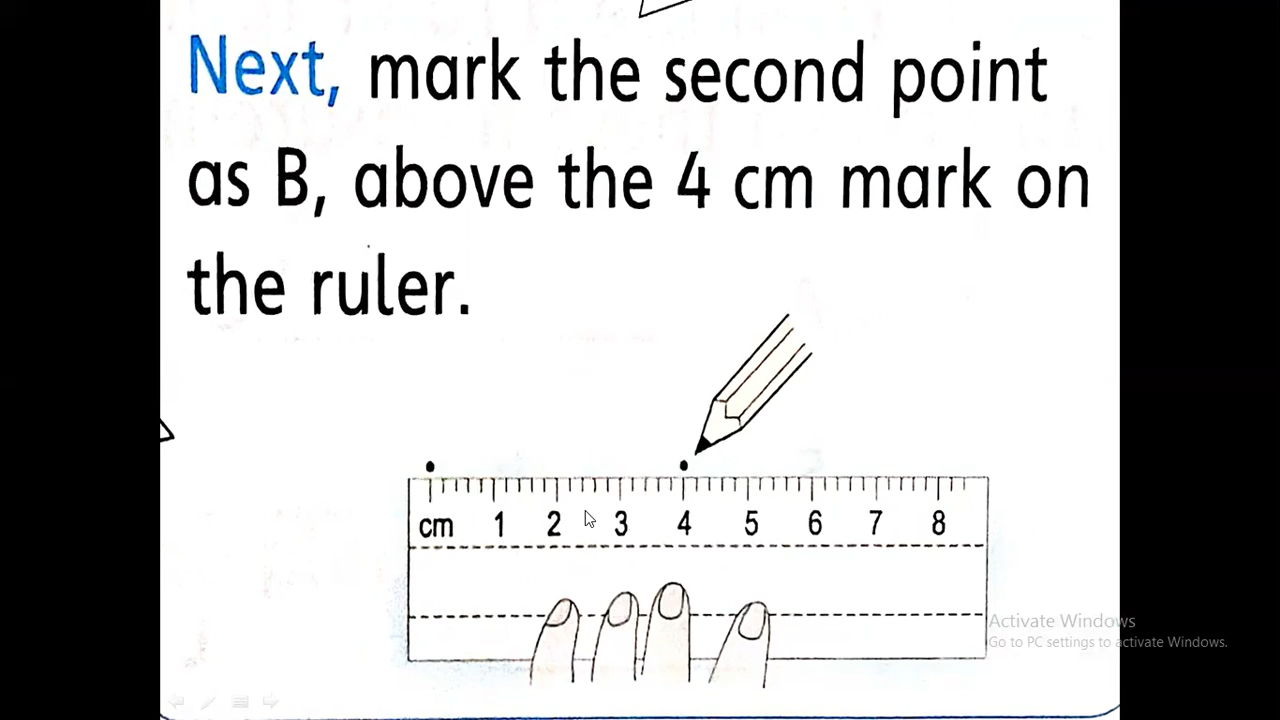 Next, mark the second point
as B, above the 4 cm mark on
the ruler.
cm 1 2 3 4 5 6 7 8
Activate Windows
Go to PC settings to activate Windows.